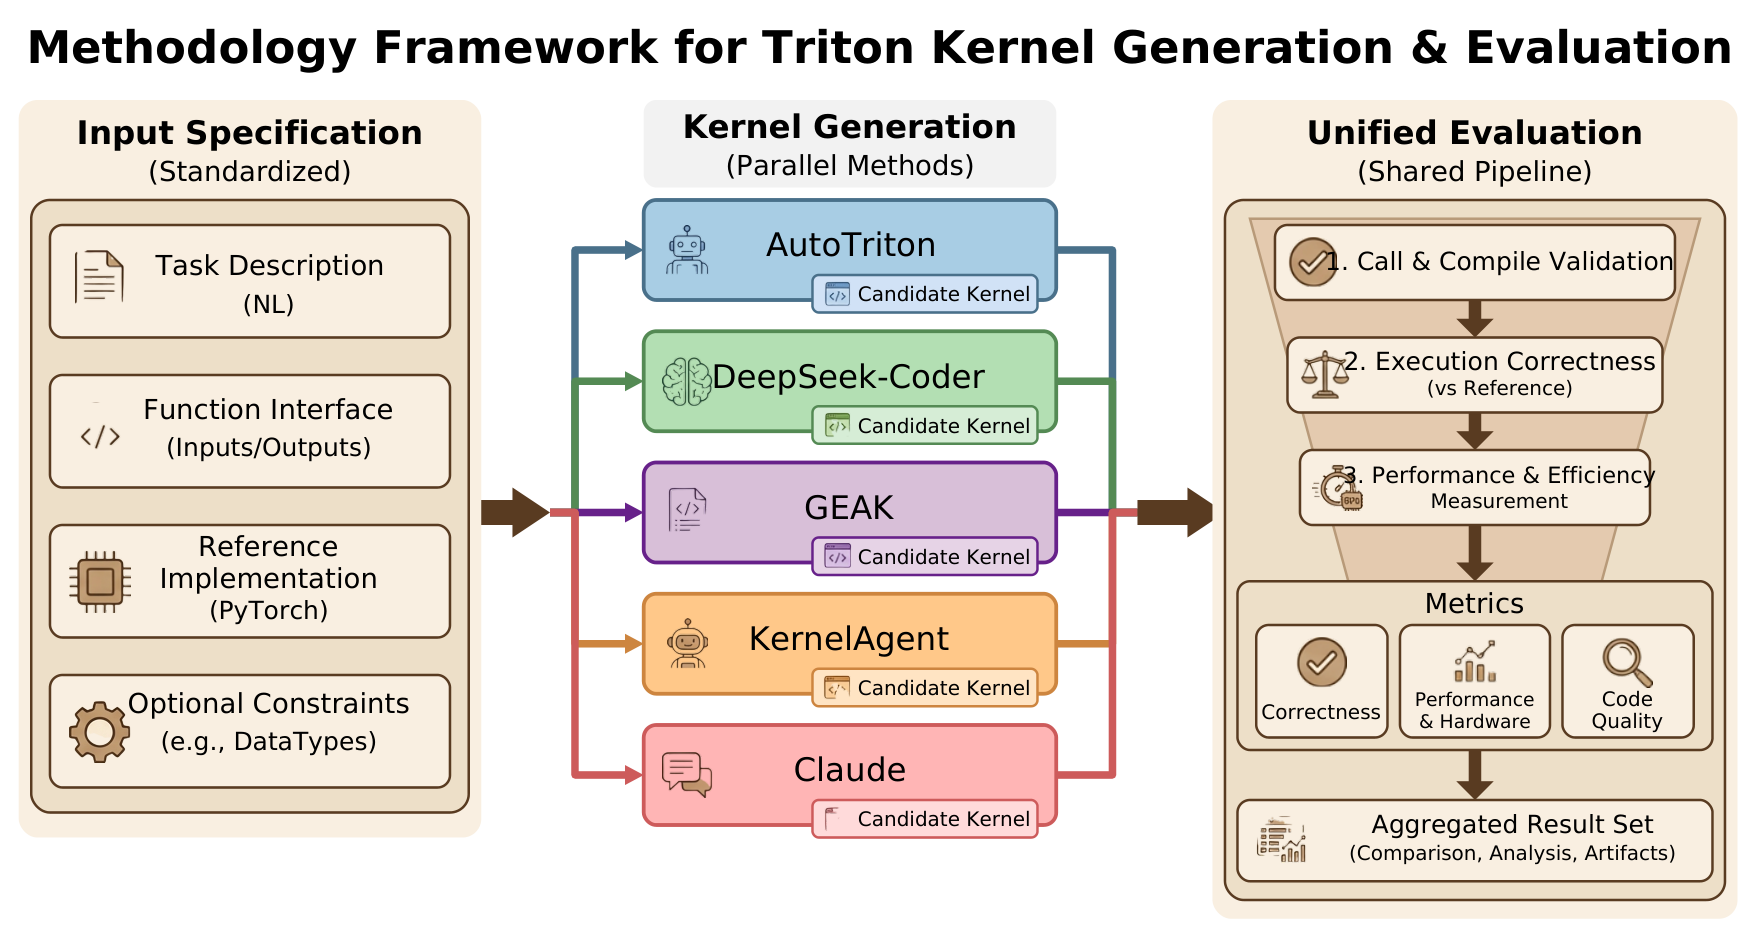 Methodology Framework for Triton Kernel Generation & Evaluation
Input Specification
(Standardized)
Task Description
(NL)
Function Interface
(Inputs/Outputs)
</>
Reference
Implementation
(PyTorch)
Optional Constraints
(e.g., DataTypes)
Kernel Generation
(Parallel Methods)
AutoTriton
</> Candidate Kernel
DeepSeek-Coder
</> Candidate Kernel
GEAK
</>
</> Candidate Kernel
KernelAgent
Candidate Kernel
Claude
Candidate Kernel
Unified Evaluation
(Shared Pipeline)
1. Call & Compile Validation
2. Execution Correctness
(vs Reference)
3. Performance & Efficiency
Measurement
Metrics
Correctness
Performance
& Hardware
Code
Quality
Aggregated Result Set
(Comparison, Analysis, Artifacts)